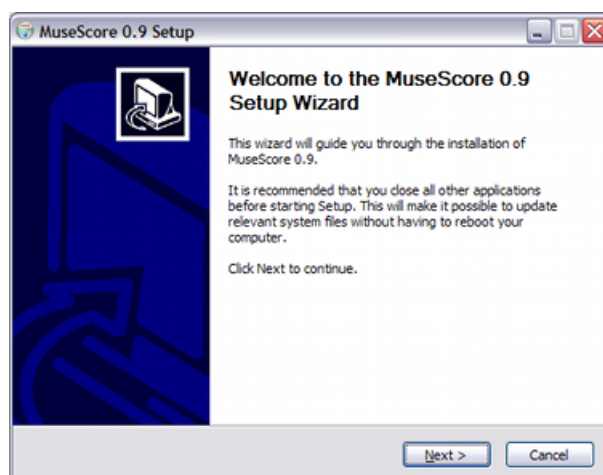 MuseScore 0.9 Setup
Welcome to the MuseScore 0.9
Setup Wizard
This wizard will guide you through the installation of
MuseScore 0.9.
It is recommended that you close all other applications
before starting Setup. This will make it possible to update
relevant system files without having to reboot your
computer.
Click Next to continue.
Next >
Cancel